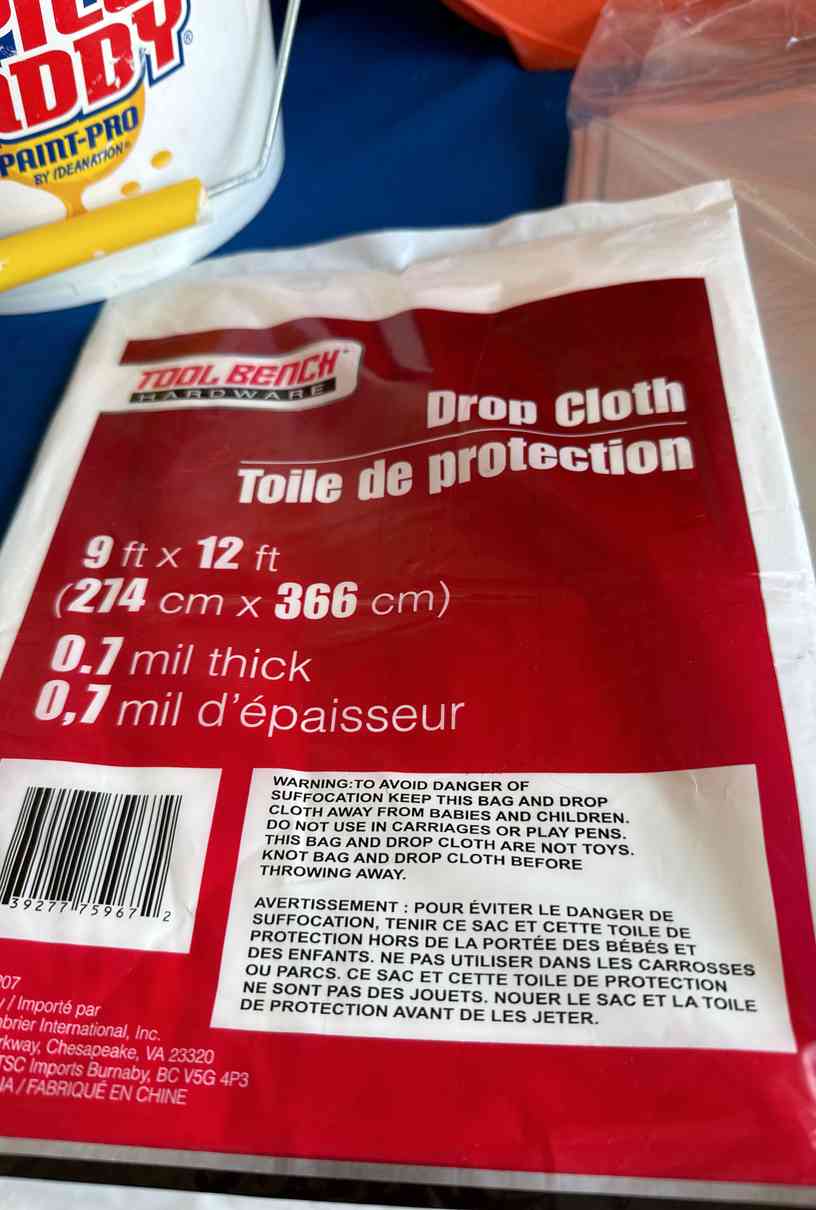 PAINT-PRO
BY IDEANATION®
TOOL BENCH
HARDWARE
Drop Cloth
Toile de protection
9 ft x 12 ft
(274 cm x 366 cm)
0.7 mil thick
0,7 mil d'épaisseur
WARNING:TO AVOID DANGER OF
SUFFOCATION KEEP THIS BAG AND DROP
CLOTH AWAY FROM BABIES AND CHILDREN.
DO NOT USE IN CARRIAGES OR PLAY PENS.
THIS BAG AND DROP CLOTH ARE NOT TOYS.
KNOT BAG AND DROP CLOTH BEFORE
THROWING AWAY.
AVERTISSEMENT : POUR ÉVITER LE DANGER DE
SUFFOCATION, TENIR CE SAC ET CETTE TOILE DE
PROTECTION HORS DE LA PORTÉE DES BÉBÉS ET
DES ENFANTS. NE PAS UTILISER DANS LES CARROSSES
OU PARCS. CE SAC ET CETTE TOILE DE PROTECTION
NE SONT PAS DES JOUETS. NOUER LE SAC ET LA TOILE
DE PROTECTION AVANT DE LES JETER.
39277 75967 2
/ Importé par
International, Inc.
Chesapeake, VA 23320
TSC Imports Burnaby, BC V5G 4P3
/ FABRIQUÉ EN CHINE